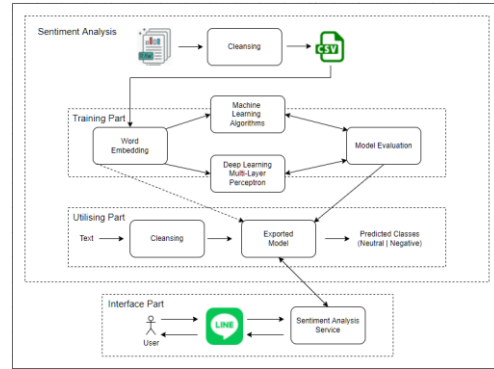 Sentiment Analysis
RAW
Cleansing
CSV
Training Part
Machine
Learning
Algorithms
Word
Embedding
Model Evaluation
Deep Learning
Multi-Layer
Perceptron
Utilising Part
Text
Cleansing
Exported
Model
Predicted Classes
(Neutral | Negative)
Interface Part
LINE
User
Sentiment Analysis
Service